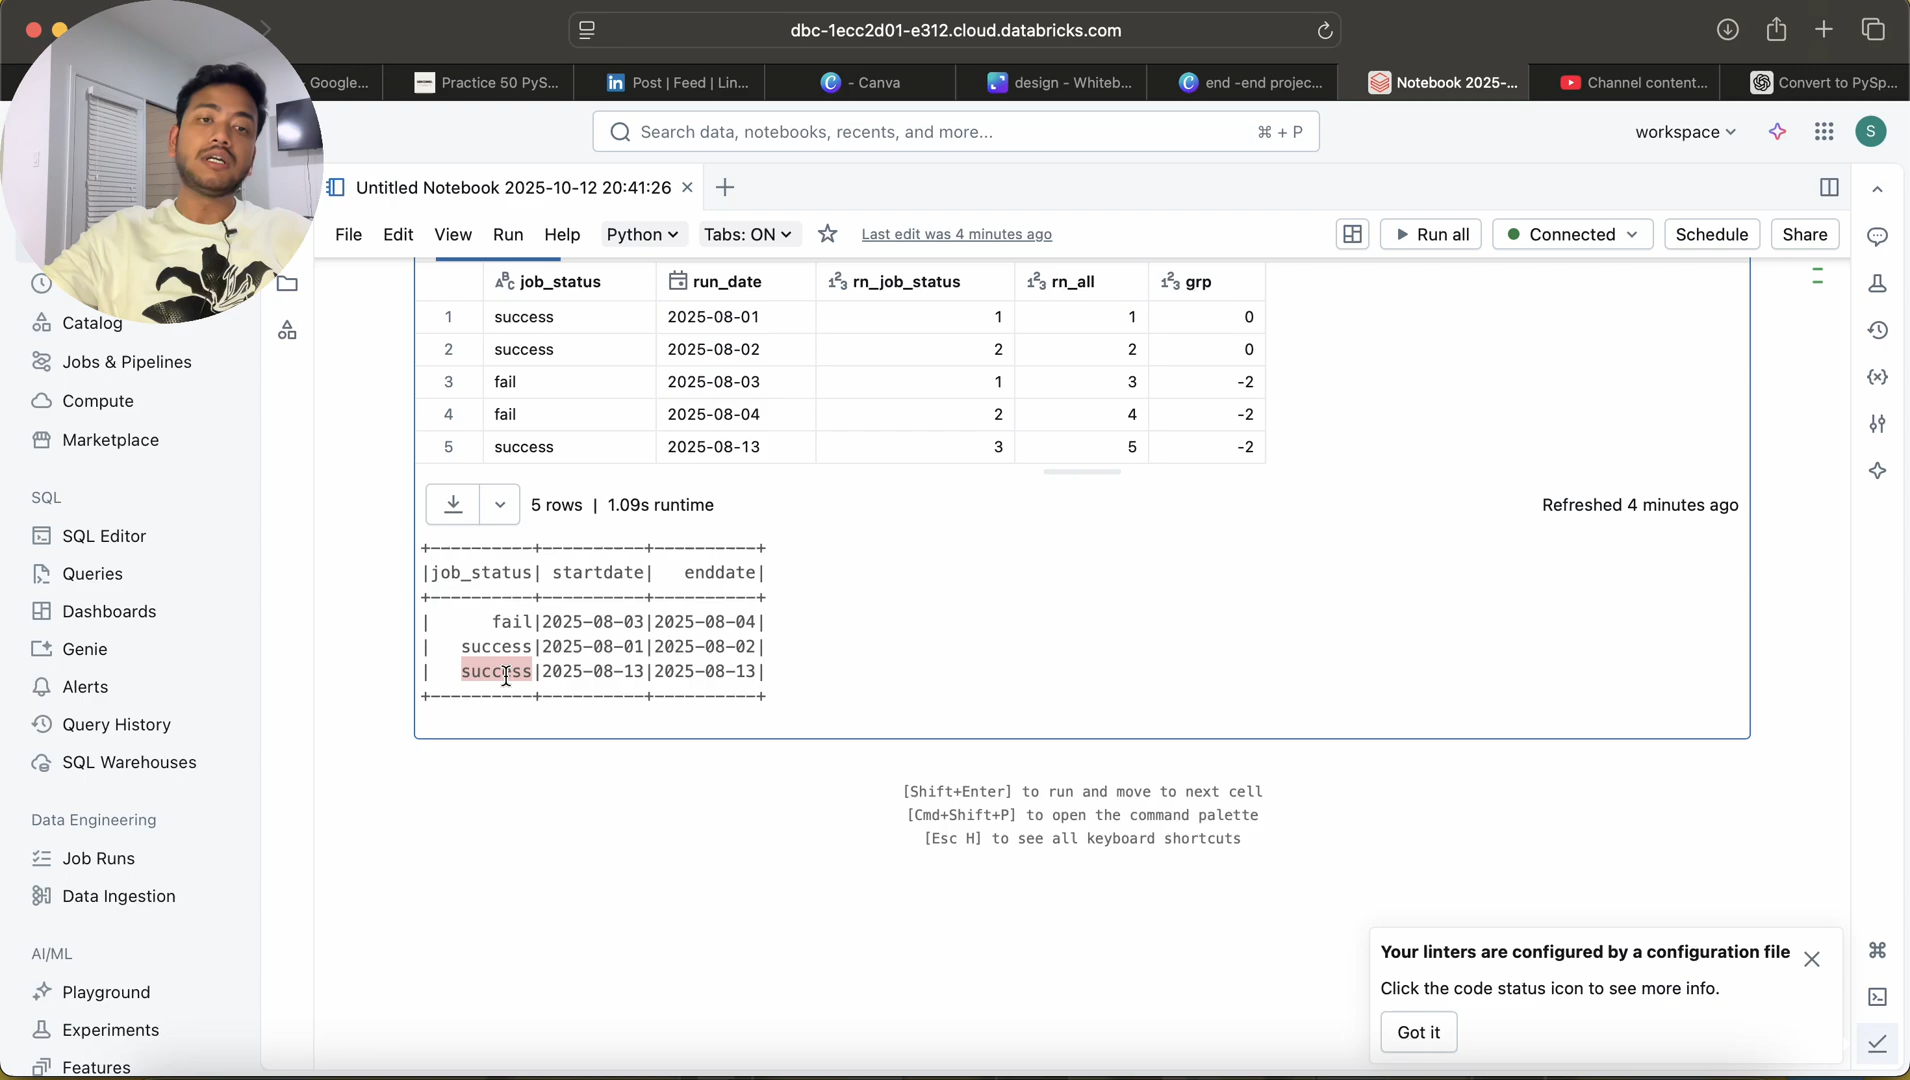 dbc-1ecc2d01-e312.cloud.databricks.com
Google...
Practice 50 PyS...
Post | Feed | Lin...
- Canva
design - Whiteb...
end -end projec...
Notebook 2025-...
Channel content...
Convert to PySp...
Search data, notebooks, recents, and more...
⌘ + P
workspace
S
Untitled Notebook 2025-10-12 20:41:26
File Edit View Run Help Python Tabs: ON Last edit was 4 minutes ago
Run all Connected Schedule Share
Catalog
Jobs & Pipelines
Compute
Marketplace
SQL
SQL Editor
Queries
Dashboards
Genie
Alerts
Query History
SQL Warehouses
Data Engineering
Job Runs
Data Ingestion
AI/ML
Playground
Experiments
Features
job_status run_date rn_job_status rn_all grp
1 success 2025-08-01 1 1 0
2 success 2025-08-02 2 2 0
3 fail 2025-08-03 1 3 -2
4 fail 2025-08-04 2 4 -2
5 success 2025-08-13 3 5 -2
5 rows | 1.09s runtime
Refreshed 4 minutes ago
+----------+----------+----------+
|job_status| startdate|   enddate|
+----------+----------+----------+
|      fail|2025-08-03|2025-08-04|
|   success|2025-08-01|2025-08-02|
|   success|2025-08-13|2025-08-13|
+----------+----------+----------+
[Shift+Enter] to run and move to next cell
[Cmd+Shift+P] to open the command palette
[Esc H] to see all keyboard shortcuts
Your linters are configured by a configuration file
Click the code status icon to see more info.
Got it